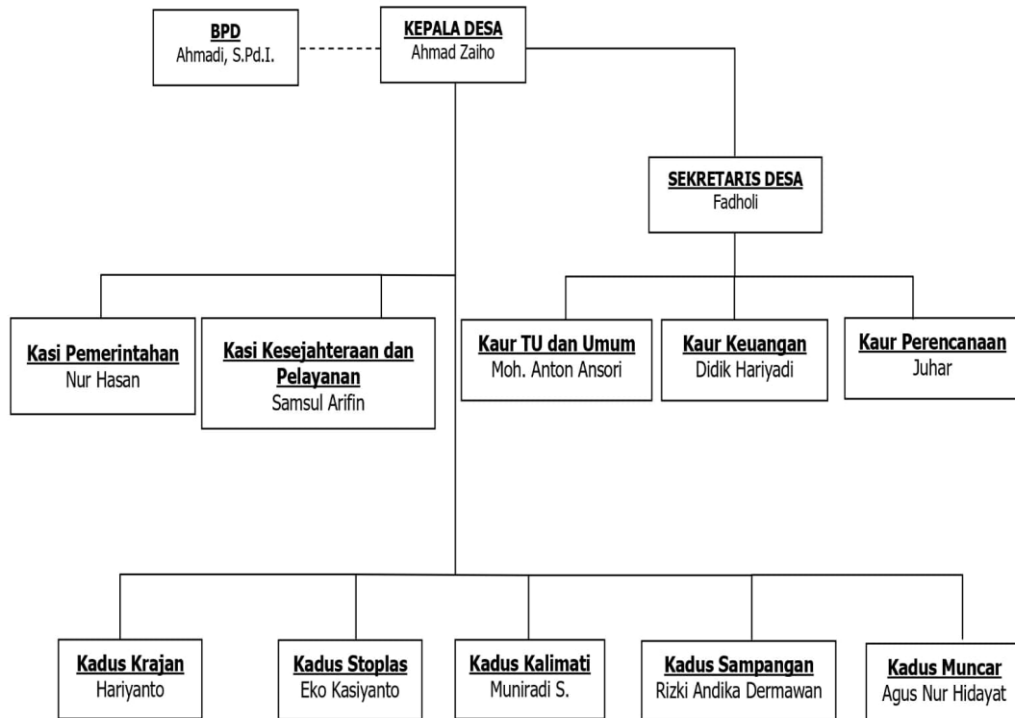 BPD
Ahmadi, S.Pd.I.
KEPALA DESA
Ahmad Zaiho
SEKRETARIS DESA
Fadholi
Kasi Pemerintahan
Nur Hasan
Kasi Kesejahteraan dan
Pelayanan
Samsul Arifin
Kaur TU dan Umum
Moh. Anton Ansori
Kaur Keuangan
Didik Hariyadi
Kaur Perencanaan
Juhar
Kadus Krajan
Hariyanto
Kadus Stoplas
Eko Kasiyanto
Kadus Kalimati
Muniradi S.
Kadus Sampangan
Rizki Andika Dermawan
Kadus Muncar
Agus Nur Hidayat